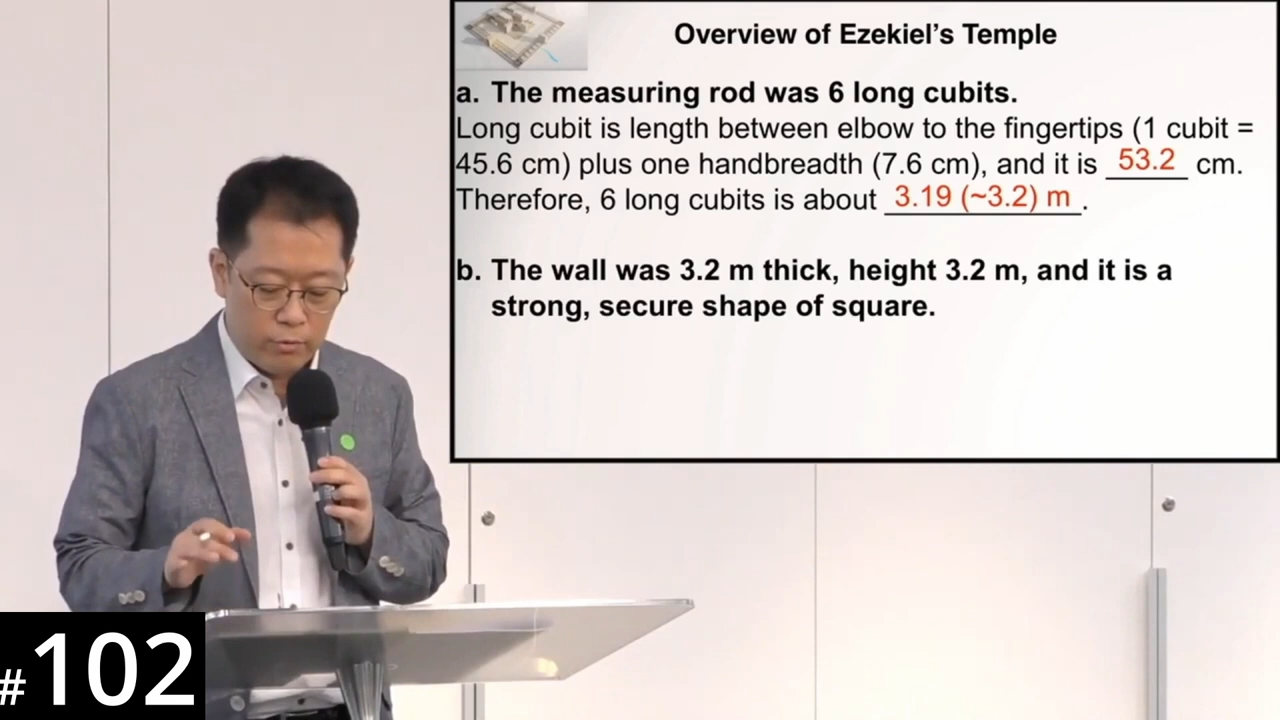 Overview of Ezekiel's Temple
a. The measuring rod was 6 long cubits.
Long cubit is length between elbow to the fingertips (1 cubit =
45.6 cm) plus one handbreadth (7.6 cm), and it is 53.2 cm.
Therefore, 6 long cubits is about 3.19 (~3.2) m.
b. The wall was 3.2 m thick, height 3.2 m, and it is a
strong, secure shape of square.
#102